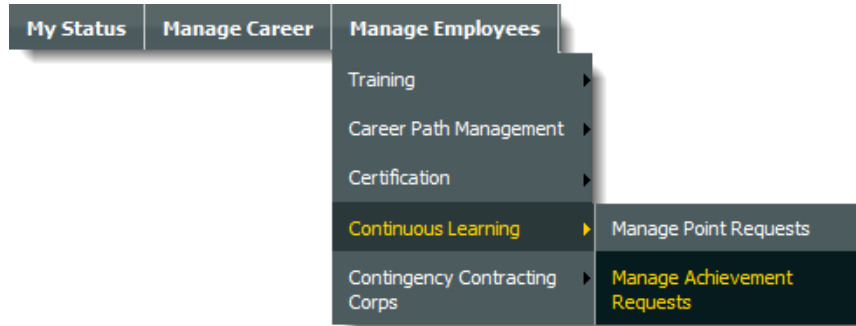 My Status Manage Career Manage Employees
Training
Career Path Management
Certification
Continuous Learning Manage Point Requests
Contingency Contracting Manage Achievement
Corps Requests